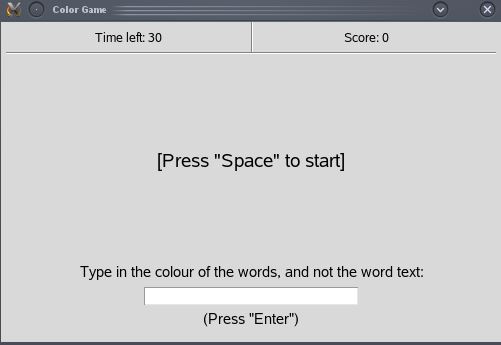 Color Game
Time left: 30 Score: 0
[Press "Space" to start]
Type in the colour of the words, and not the word text:
(Press "Enter")